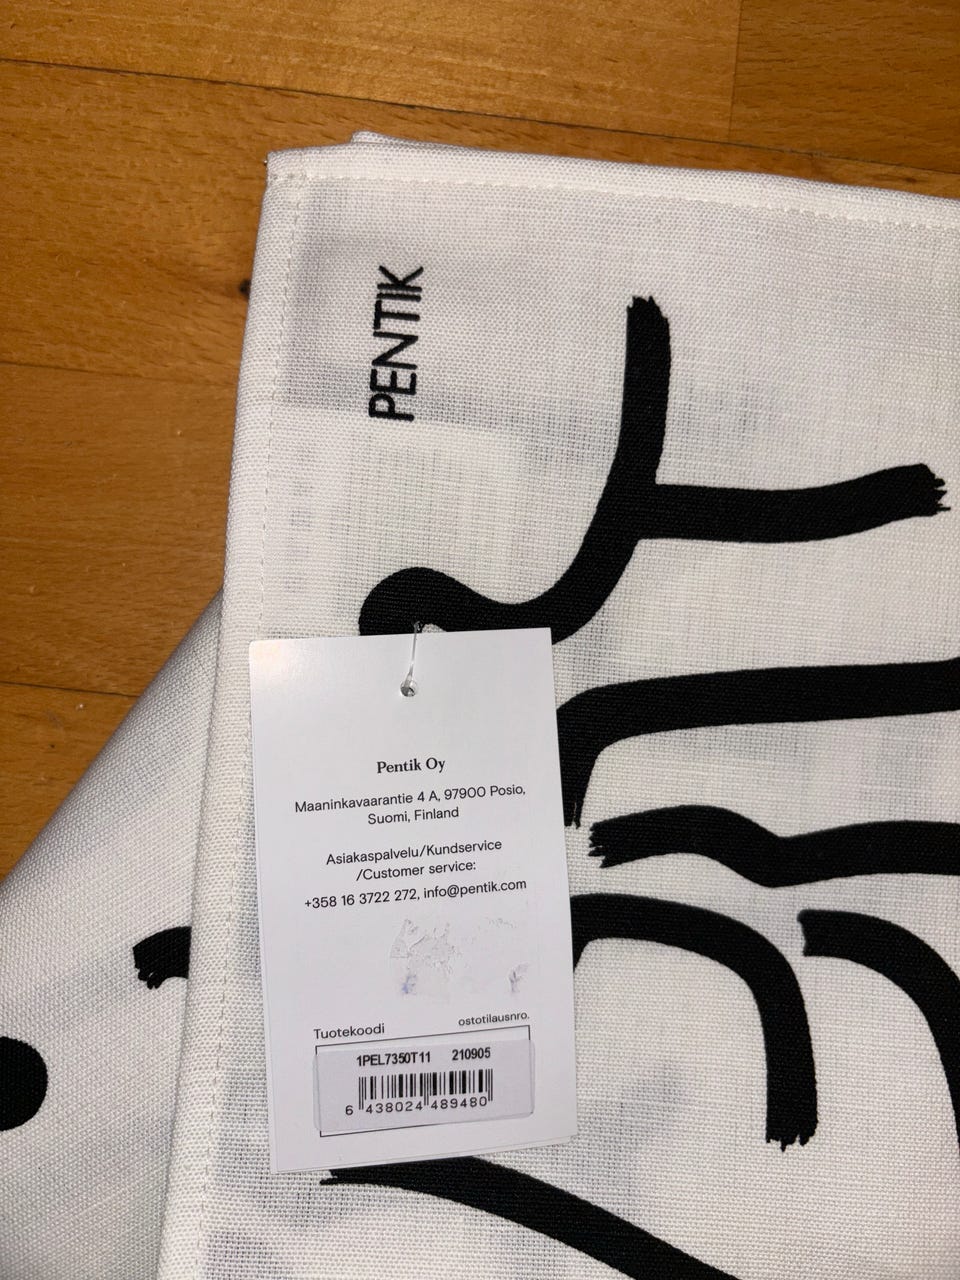 PENTIK
Pentik Oy
Maaninkavaarantie 4 A, 97900 Posio,
Suomi, Finland
Asiakaspalvelu/Kundservice
/Customer service:
+358 16 3722 272, info@pentik.com
Tuotekoodi ostotilausnro.
1PEL7350T11 210905
6 438024 489480